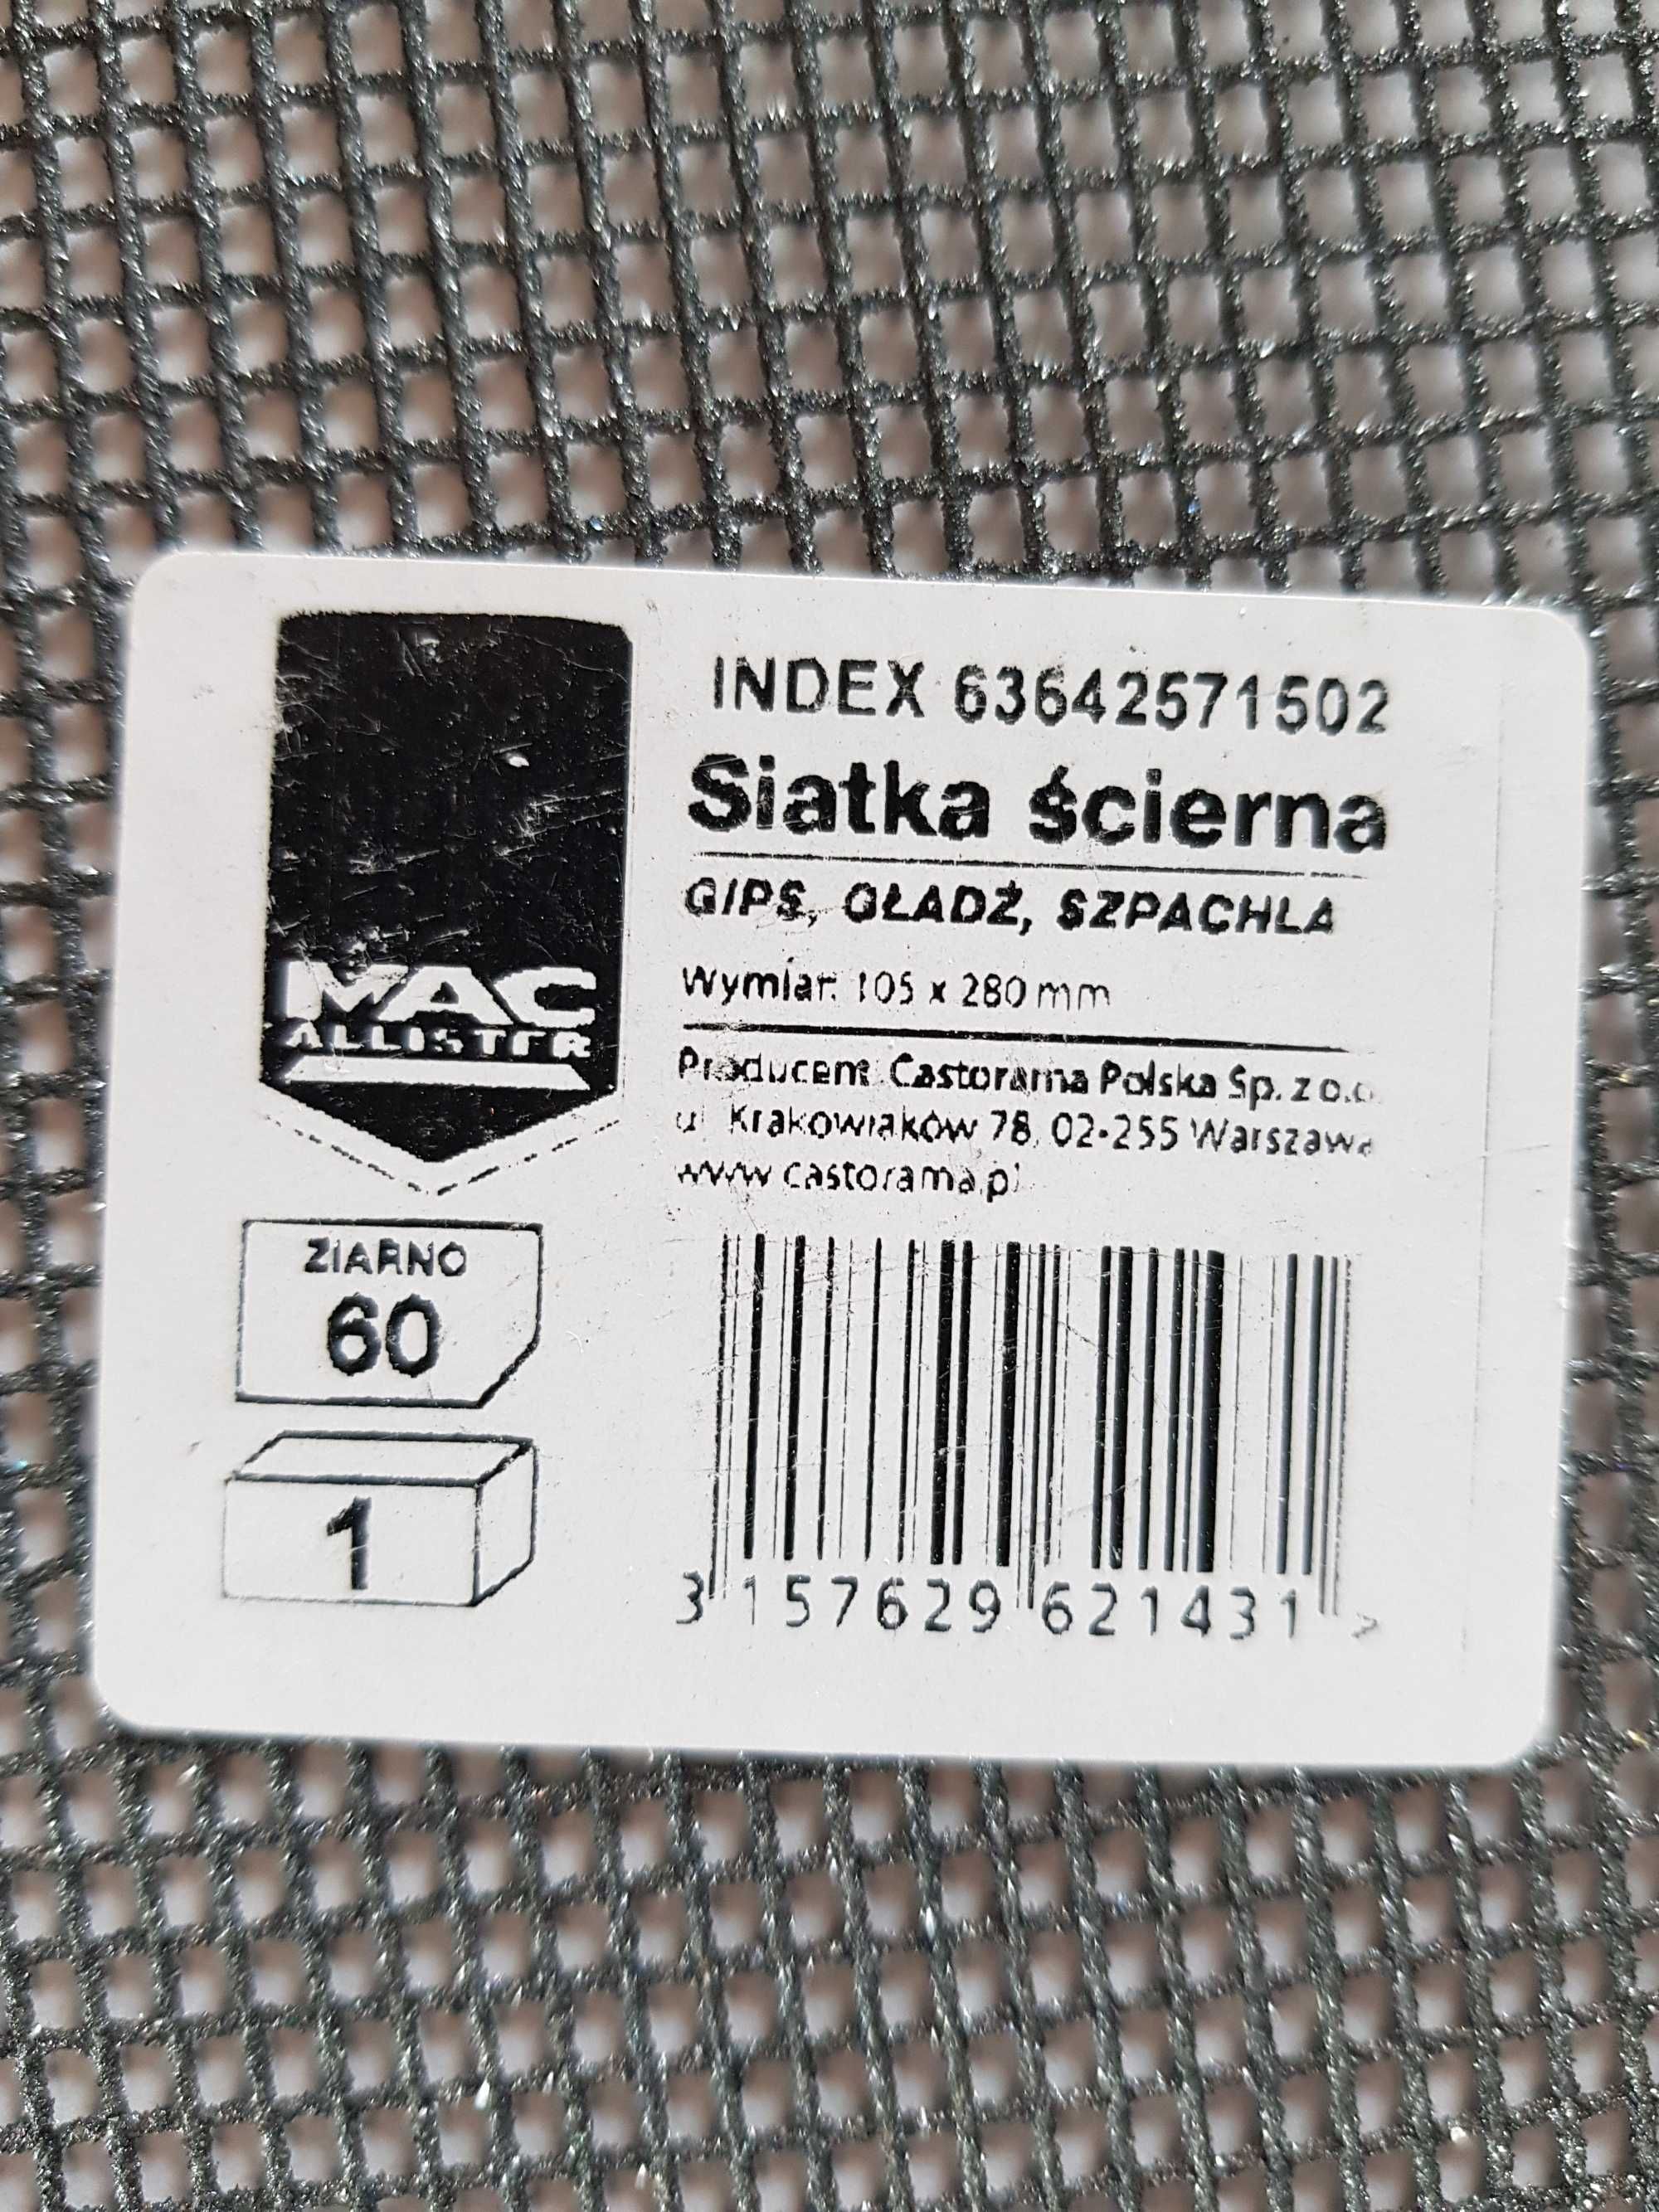 MAC
ALLISTER
INDEX 63642571502
Siatka ścierna
GIPS, GŁADŹ, SZPACHLA
Wymiar: 105 x 280 mm
Producent: Castorama Polska Sp. z o.o.
ul. Krakowiaków 78, 02-255 Warszawa
www.castorama.pl
ZIARNO
60
1
3 157629 621431 >